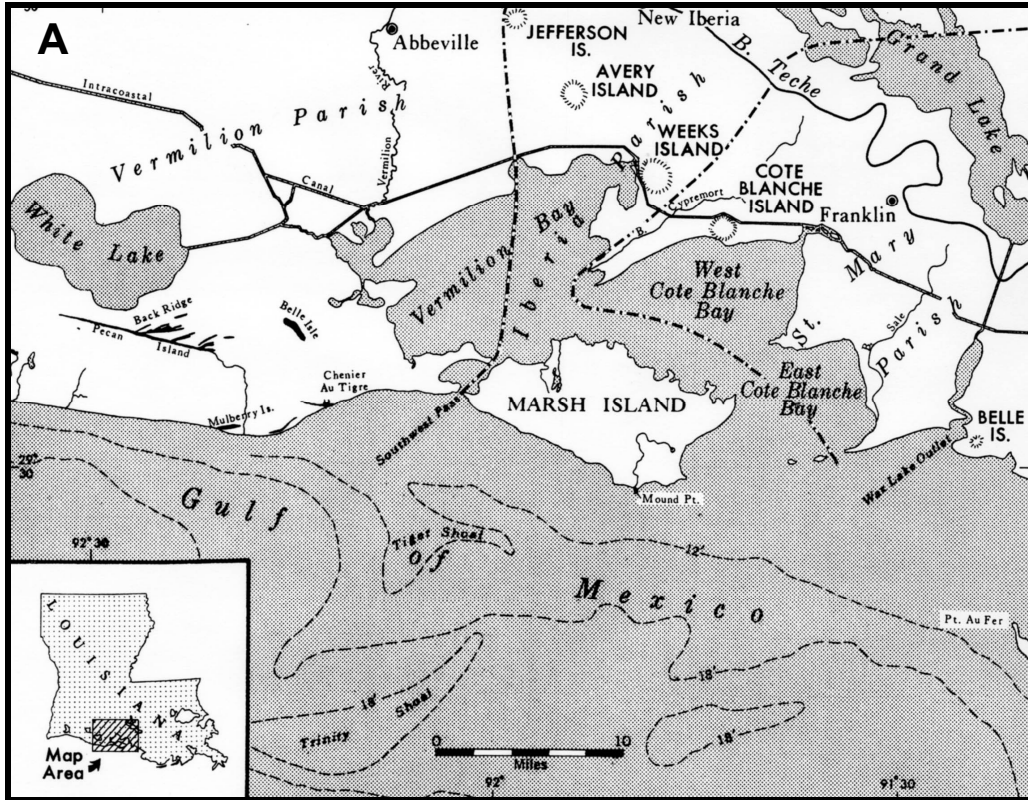 A
New Iberia
Abbeville
JEFFERSON
IS.
B. Teche
Grand Lake
Intracoastal
AVERY
ISLAND
Vermilion Parish
River
Vermilion
Parish
WEEKS
ISLAND
COTE
BLANCHE
ISLAND
Canal
Cypremort
B.
Franklin
White Lake
Vermilion Bay
Iberia
West
Cote Blanche
Bay
St. Mary Parish
B. Sale
Back Ridge
Pecan Island
Belle Isle
Chenier
Au Tigre
Mulberry Is.
Southwest Pass
MARSH ISLAND
East
Cote Blanche
Bay
BELLE
IS.
Wax Lake Outlet
29°
30
Mound Pt.
Gulf
Of
Mexico
Tiger Shoal
12'
92° 30
LOUISIANA
Map
Area
Pt. Au Fer
18'
18'
18'
Trinity Shoal
0 10
Miles
92°
91° 30